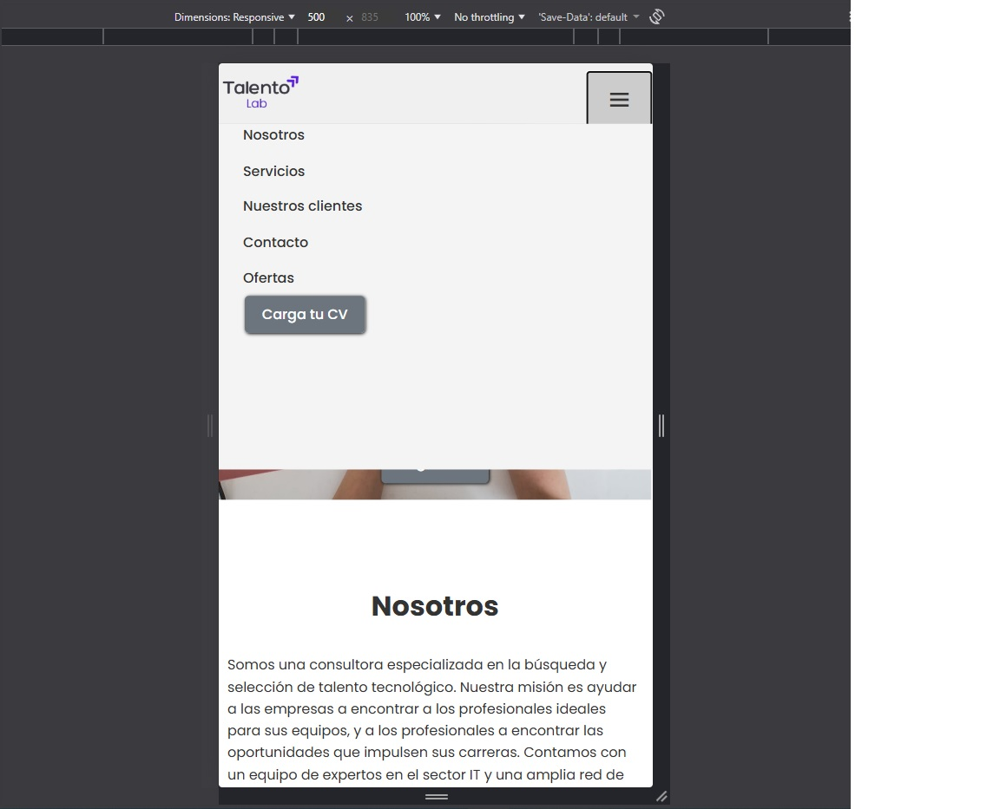 Dimensions: Responsive 500 × 835 100% No throttling 'Save-Data': default
Talento
Lab
Nosotros
Servicios
Nuestros clientes
Contacto
Ofertas
Carga tu CV
Nosotros
Somos una consultora especializada en la búsqueda y
selección de talento tecnológico. Nuestra misión es ayudar
a las empresas a encontrar a los profesionales ideales
para sus equipos, y a los profesionales a encontrar las
oportunidades que impulsen sus carreras. Contamos con
un equipo de expertos en el sector IT y una amplia red de